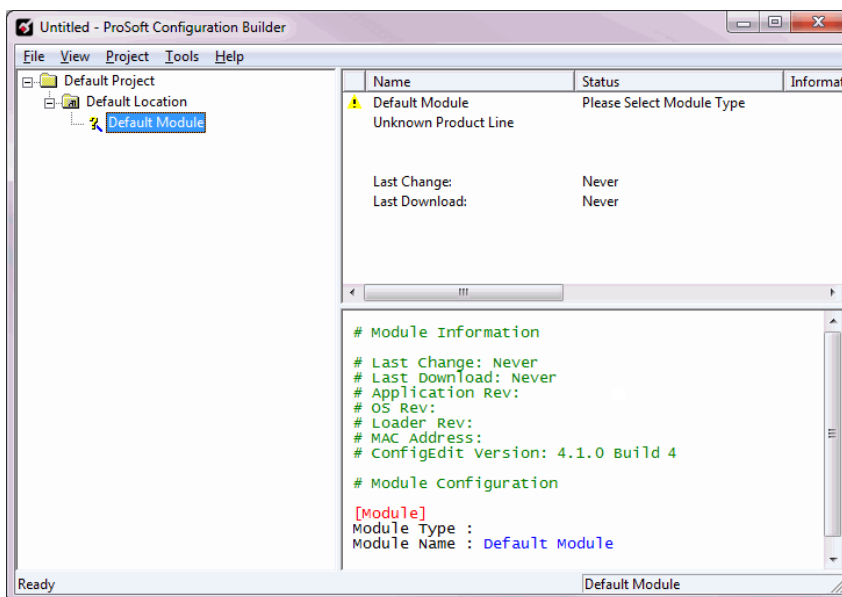 Untitled - ProSoft Configuration Builder
File View Project Tools Help
Default Project
Default Location
Default Module
Name Status Informat
Default Module Please Select Module Type
Unknown Product Line
Last Change: Never
Last Download: Never
# Module Information
# Last Change: Never
# Last Download: Never
# Application Rev:
# OS Rev:
# Loader Rev:
# MAC Address:
# ConfigEdit Version: 4.1.0 Build 4
# Module Configuration
[Module]
Module Type :
Module Name : Default Module
Ready Default Module